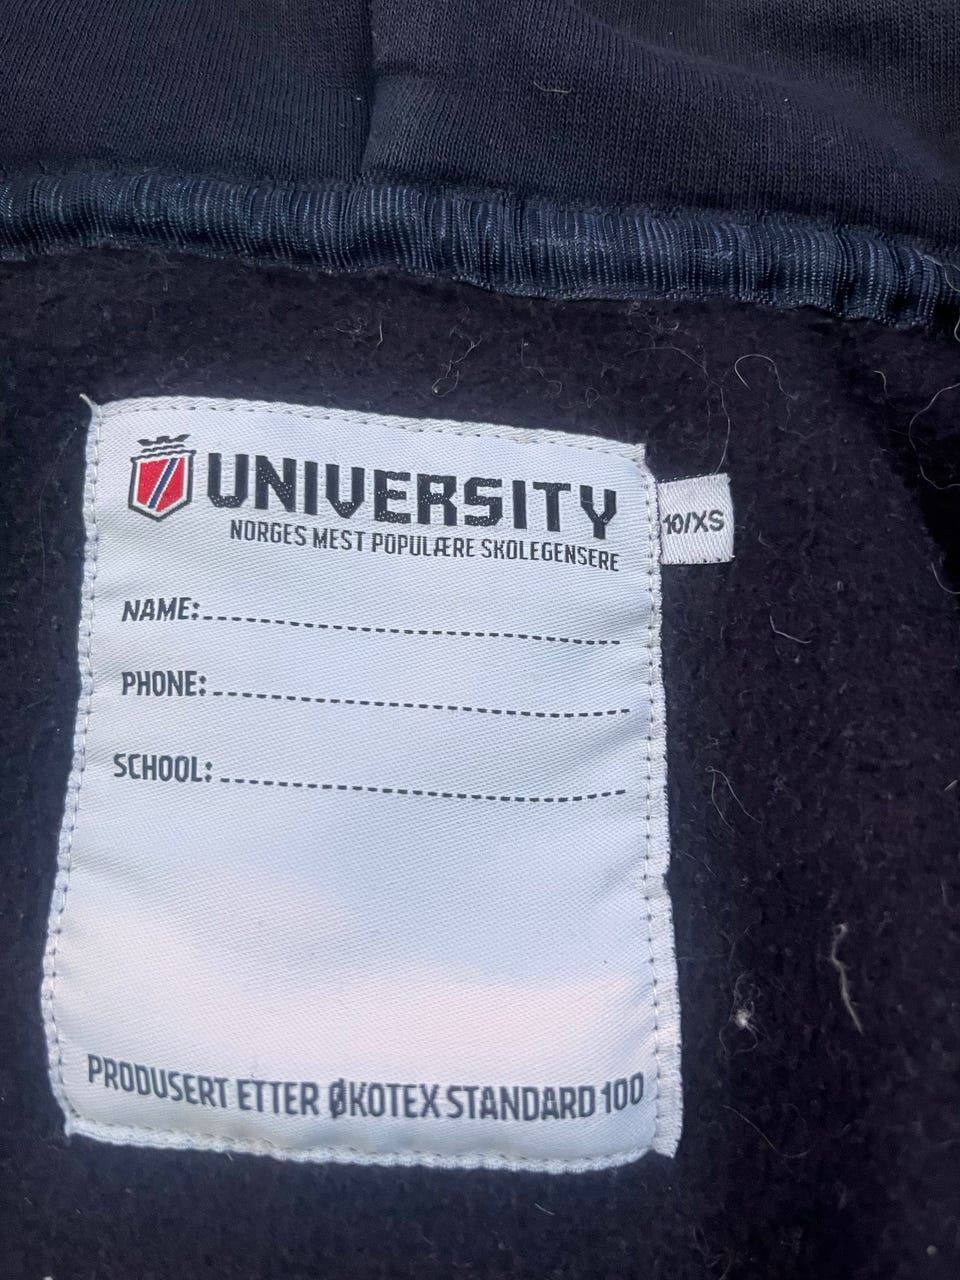 UNIVERSITY
NORGES MEST POPULÆRE SKOLEGENSERE
10/XS
NAME:
PHONE:
SCHOOL:
PRODUSERT ETTER ØKOTEX STANDARD 100